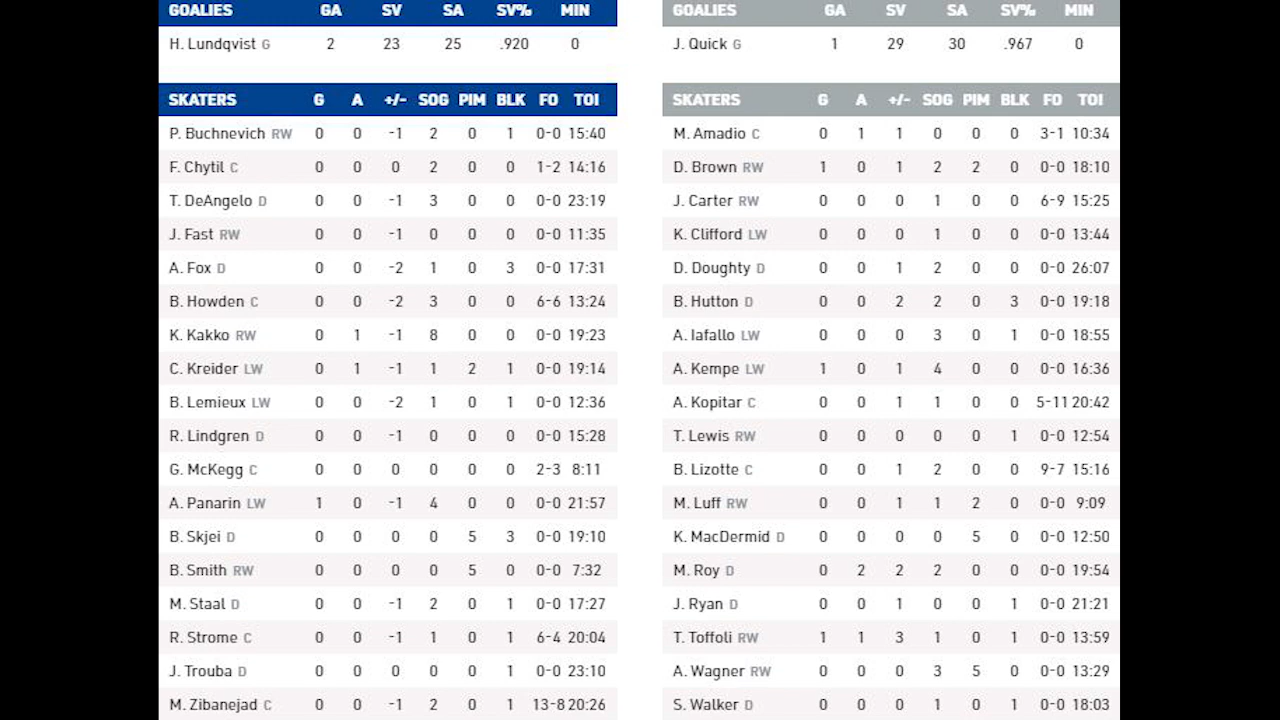 GOALIES GA SV SA SV% MIN
H. Lundqvist G 2 23 25 .920 0
SKATERS G A +/- SOG PIM BLK FO TOI
P. Buchnevich RW 0 0 -1 2 0 1 0-0 15:40
F. Chytil C 0 0 0 2 0 0 1-2 14:16
T. DeAngelo D 0 0 -1 3 0 0 0-0 23:19
J. Fast RW 0 0 -1 0 0 0 0-0 11:35
A. Fox D 0 0 -2 1 0 3 0-0 17:31
B. Howden C 0 0 -2 3 0 0 6-6 13:24
K. Kakko RW 0 1 -1 8 0 0 0-0 19:23
C. Kreider LW 0 1 -1 1 2 1 0-0 19:14
B. Lemieux LW 0 0 -2 1 0 1 0-0 12:36
R. Lindgren D 0 0 -1 0 0 0 0-0 15:28
G. McKegg C 0 0 0 0 0 0 2-3 8:11
A. Panarin LW 1 0 -1 4 0 0 0-0 21:57
B. Skjei D 0 0 0 0 5 3 0-0 19:10
B. Smith RW 0 0 0 0 5 0 0-0 7:32
M. Staal D 0 0 -1 2 0 1 0-0 17:27
R. Strome C 0 0 -1 1 0 1 6-4 20:04
J. Trouba D 0 0 0 0 0 1 0-0 23:10
M. Zibanejad C 0 0 -1 2 0 1 13-8 20:26
GOALIES GA SV SA SV% MIN
J. Quick G 1 29 30 .967 0
SKATERS G A +/- SOG PIM BLK FO TOI
M. Amadio C 0 1 1 0 0 0 3-1 10:34
D. Brown RW 1 0 1 2 2 0 0-0 18:10
J. Carter RW 0 0 0 1 0 0 6-9 15:25
K. Clifford LW 0 0 0 1 0 0 0-0 13:44
D. Doughty D 0 0 1 2 0 0 0-0 26:07
B. Hutton D 0 0 2 2 0 3 0-0 19:18
A. Iafallo LW 0 0 0 3 0 1 0-0 18:55
A. Kempe LW 1 0 1 4 0 0 0-0 16:36
A. Kopitar C 0 0 1 1 0 0 5-11 20:42
T. Lewis RW 0 0 0 0 0 1 0-0 12:54
B. Lizotte C 0 0 1 2 0 0 9-7 15:16
M. Luff RW 0 0 1 1 2 0 0-0 9:09
K. MacDermid D 0 0 0 0 5 0 0-0 12:50
M. Roy D 0 2 2 2 0 0 0-0 19:54
J. Ryan D 0 0 1 0 0 1 0-0 21:21
T. Toffoli RW 1 1 3 1 0 1 0-0 13:59
A. Wagner RW 0 0 0 3 5 0 0-0 13:29
S. Walker D 0 0 0 1 0 1 0-0 18:03